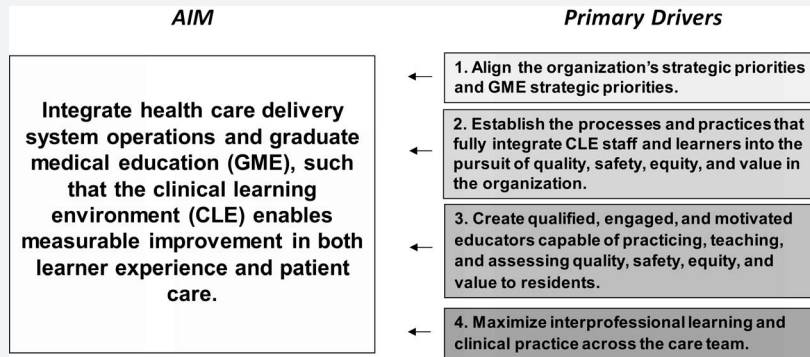 AIM
Primary Drivers
Integrate health care delivery
system operations and graduate
medical education (GME), such
that the clinical learning
environment (CLE) enables
measurable improvement in both
learner experience and patient
care.
1. Align the organization's strategic priorities
and GME strategic priorities.
2. Establish the processes and practices that
fully integrate CLE staff and learners into the
pursuit of quality, safety, equity, and value in
the organization.
3. Create qualified, engaged, and motivated
educators capable of practicing, teaching,
and assessing quality, safety, equity, and
value to residents.
4. Maximize interprofessional learning and
clinical practice across the care team.